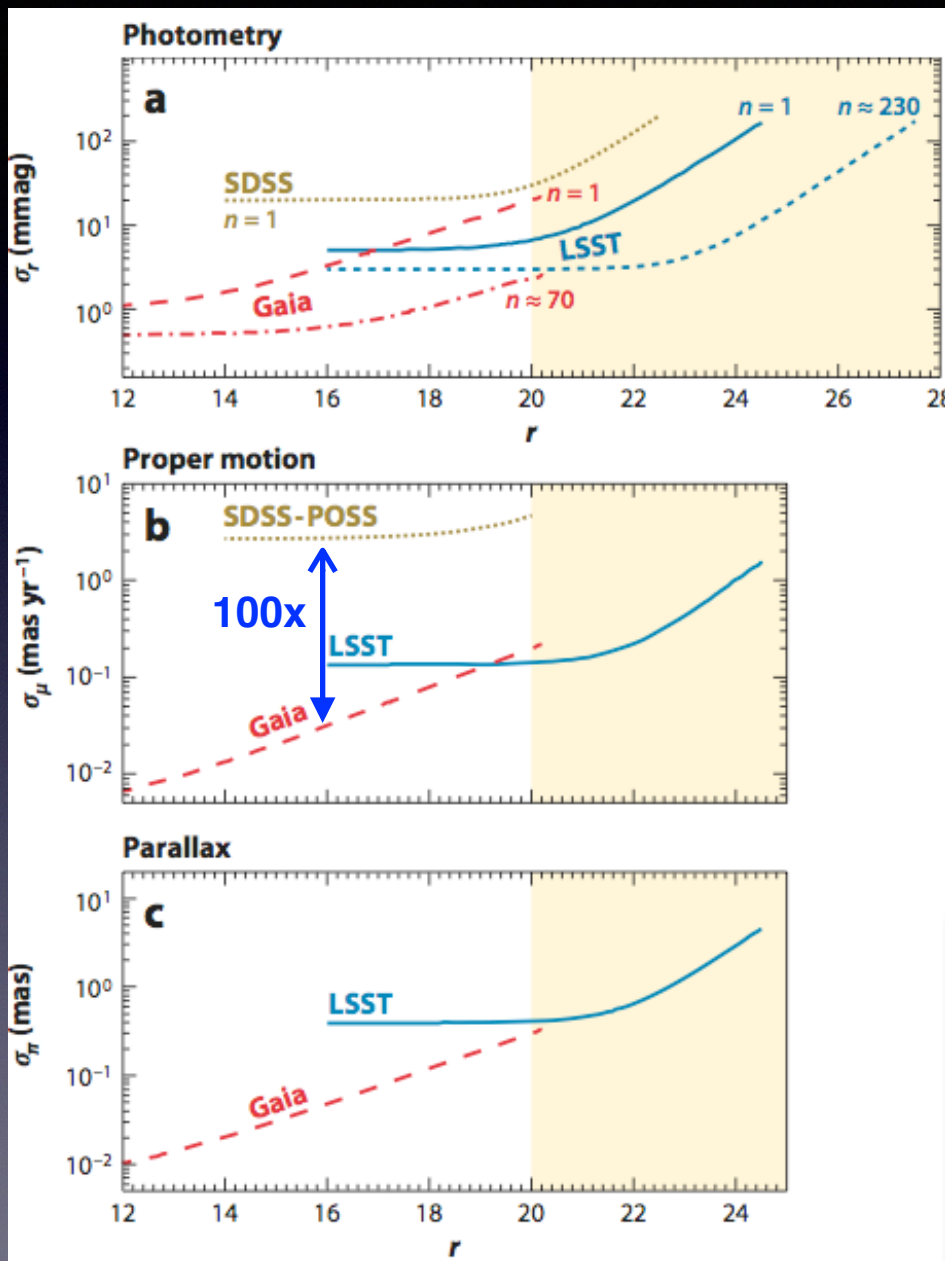 Photometry
a
10² 
10¹
10⁰
σr (mmag)
SDSS
n = 1
Gaia
n = 1
n ≈ 70
LSST
n = 1
n ≈ 230
12 14 16 18 20 22 24 26 28
r
Proper motion
b
10¹
10⁰
10⁻¹
10⁻²
σμ (mas yr⁻¹)
SDSS-POSS
100x
LSST
Gaia
Parallax
c
10¹
10⁰
10⁻¹
10⁻²
σπ (mas)
LSST
Gaia
12 14 16 18 20 22 24
r